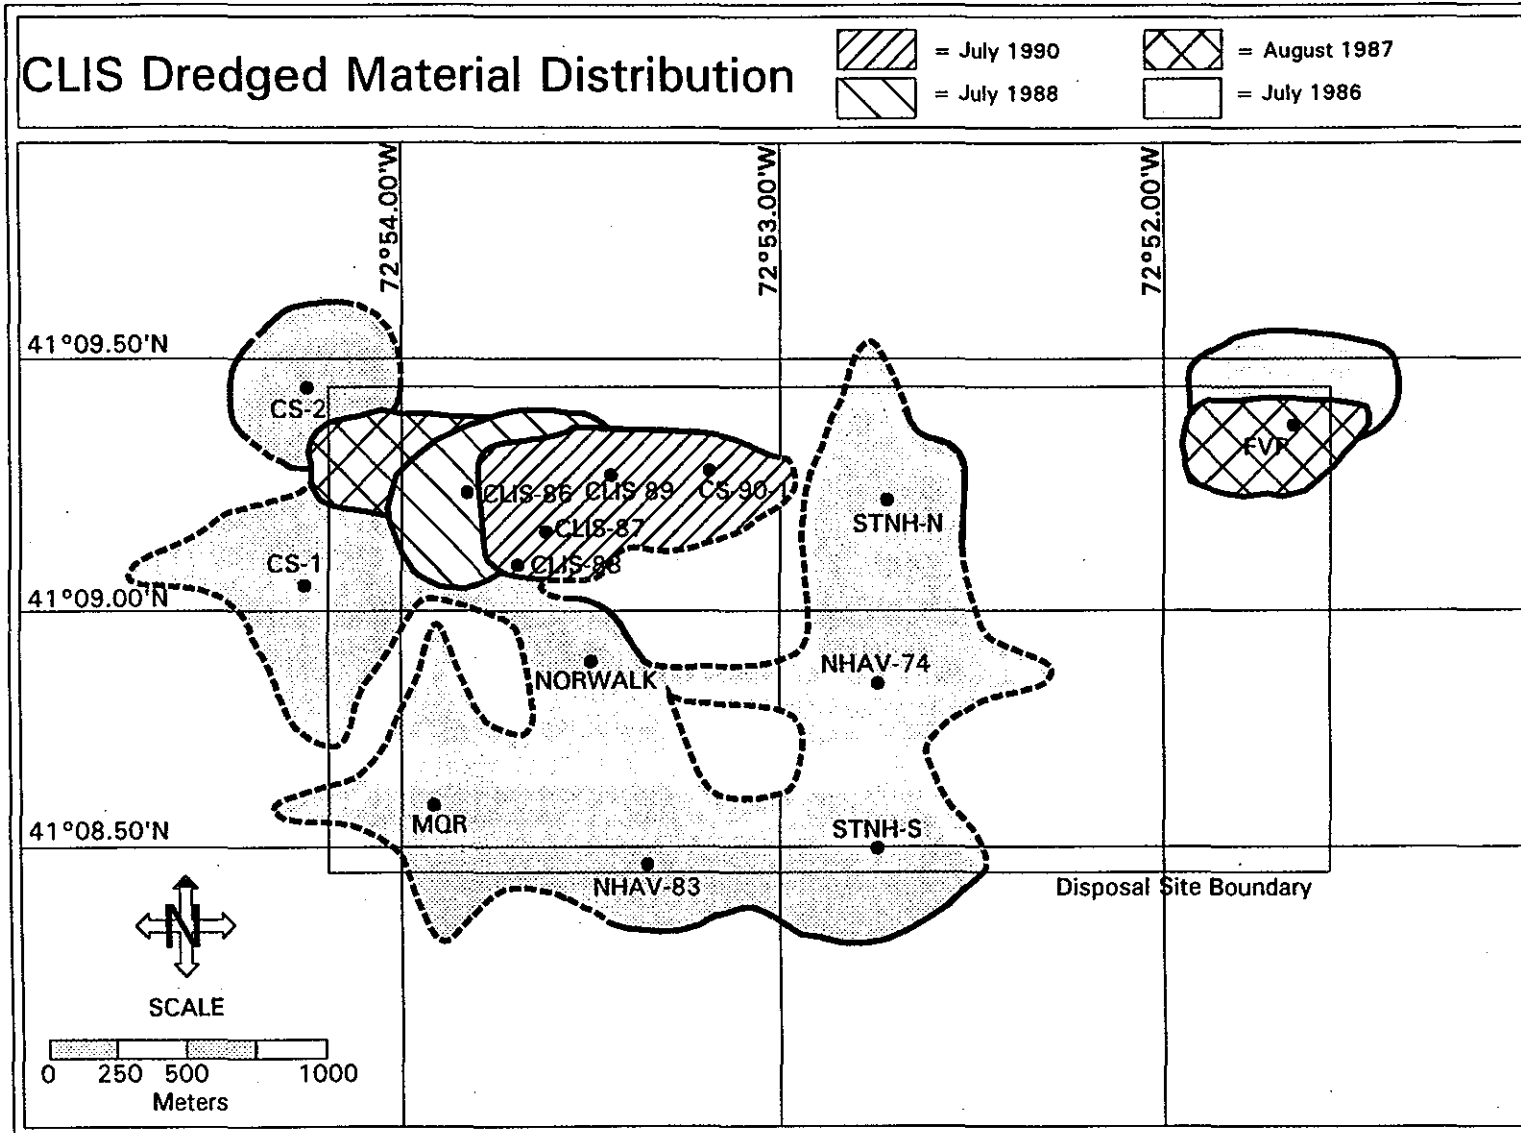 CLIS Dredged Material Distribution
= July 1990
= August 1987
= July 1988
= July 1986
72°54.00'W
72°53.00'W
72°52.00'W
41°09.50'N
CS-2
FVP
CLIS-86
CLIS 89
CS-90-1
STNH-N
CLIS-87
CS-1
CLIS-88
41°09.00'N
NORWALK
NHAV-74
MQR
41°08.50'N
STNH-S
NHAV-83
Disposal Site Boundary
N
SCALE
0 250 500 1000
Meters